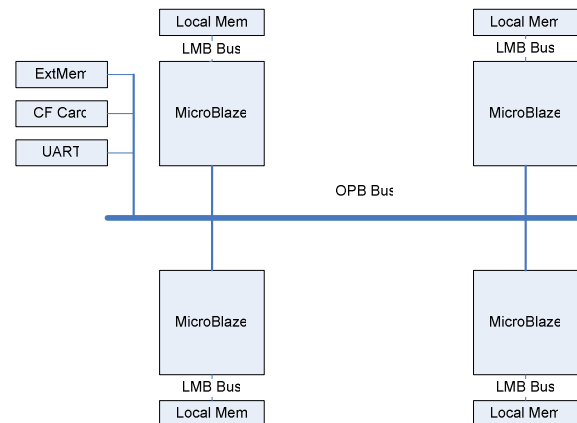 Local Mem Local Mem
LMB Bus LMB Bus
ExtMem
MicroBlaze MicroBlaze
CF Card
UART
OPB Bus
MicroBlaze MicroBlaze
LMB Bus LMB Bus
Local Mem Local Mem